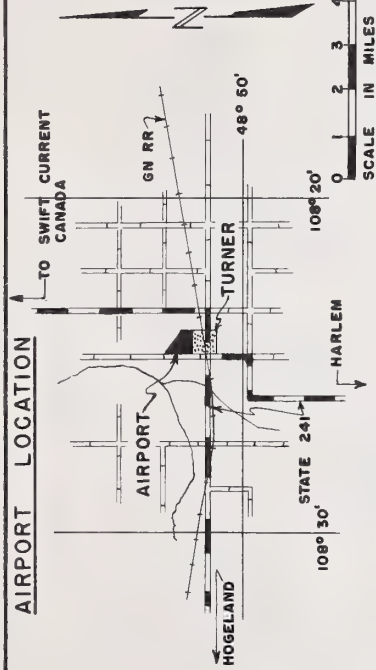 AIRPORT LOCATION
TO SWIFT CURRENT
CANADA
N
GN RR
48° 50'
AIRPORT
TURNER
108° 20'
HOGELAND
STATE 241
108° 30'
HARLEM
0 1 2 3 4
SCALE IN MILES